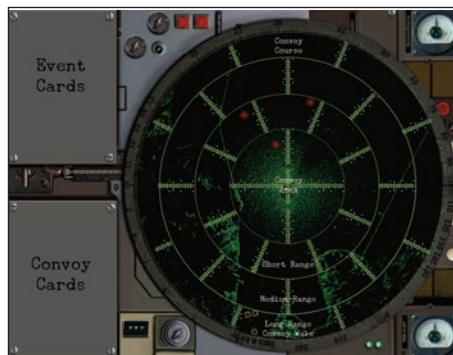 Event
Cards
Convoy
Cards
Convoy
Course
Convoy
Area
Short Range
Medium Range
Long Range
Convoy Wake